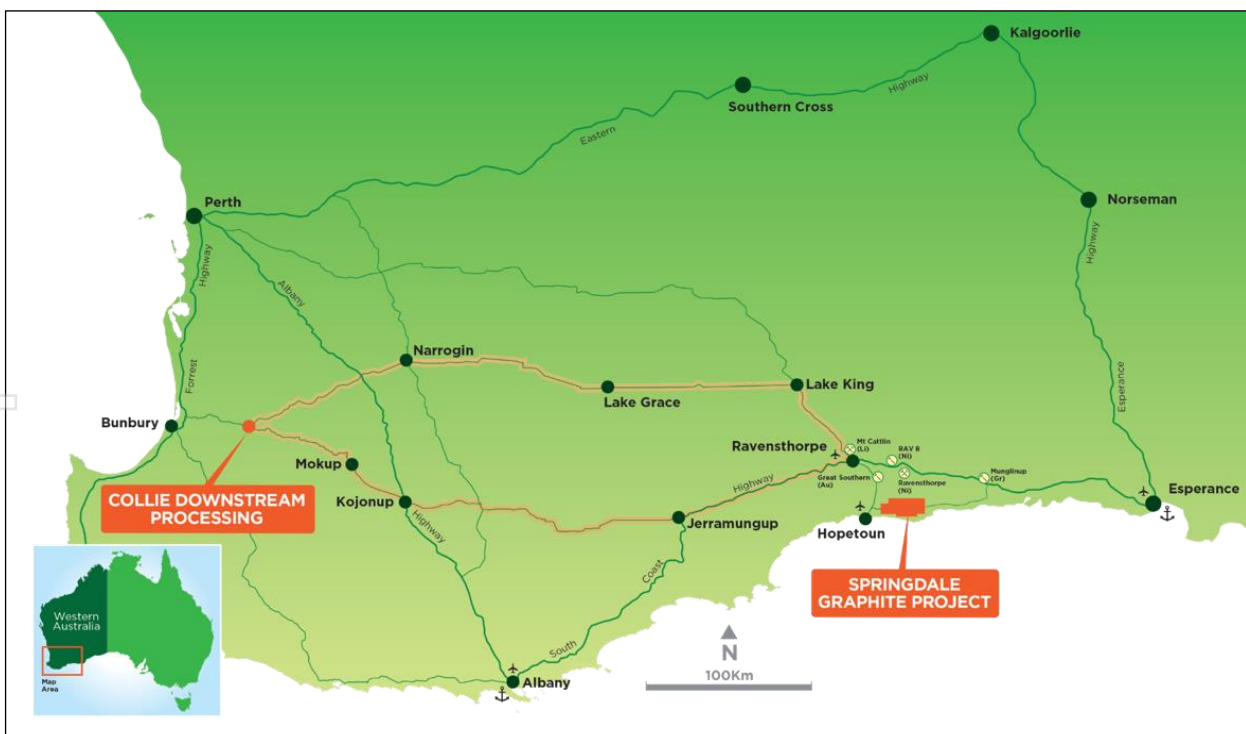 Kalgoorlie
Highway
Southern Cross
Eastern
Norseman
Perth
Highway
Highway
Albany
Forrest
Narrogin
Lake Grace
Lake King
Esperance
Bunbury
Mokup
Kojonup
Highway
Ravensthorpe
Mt Cattlin
(Li)
RAV 8
(Ni)
Great Southern
(Au)
Ravensthorpe
(Ni)
Munglinup
(Gr)
Highway
Esperance
COLLIE DOWNSTREAM
PROCESSING
Jerramungup
Hopetoun
Coast
South
SPRINGDALE
GRAPHITE PROJECT
Western
Australia
Map
Area
N
100Km
Albany